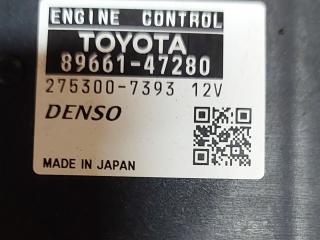 ENGINE CONTROL
TOYOTA
89661-47280
275300-7393 12V
DENSO
MADE IN JAPAN